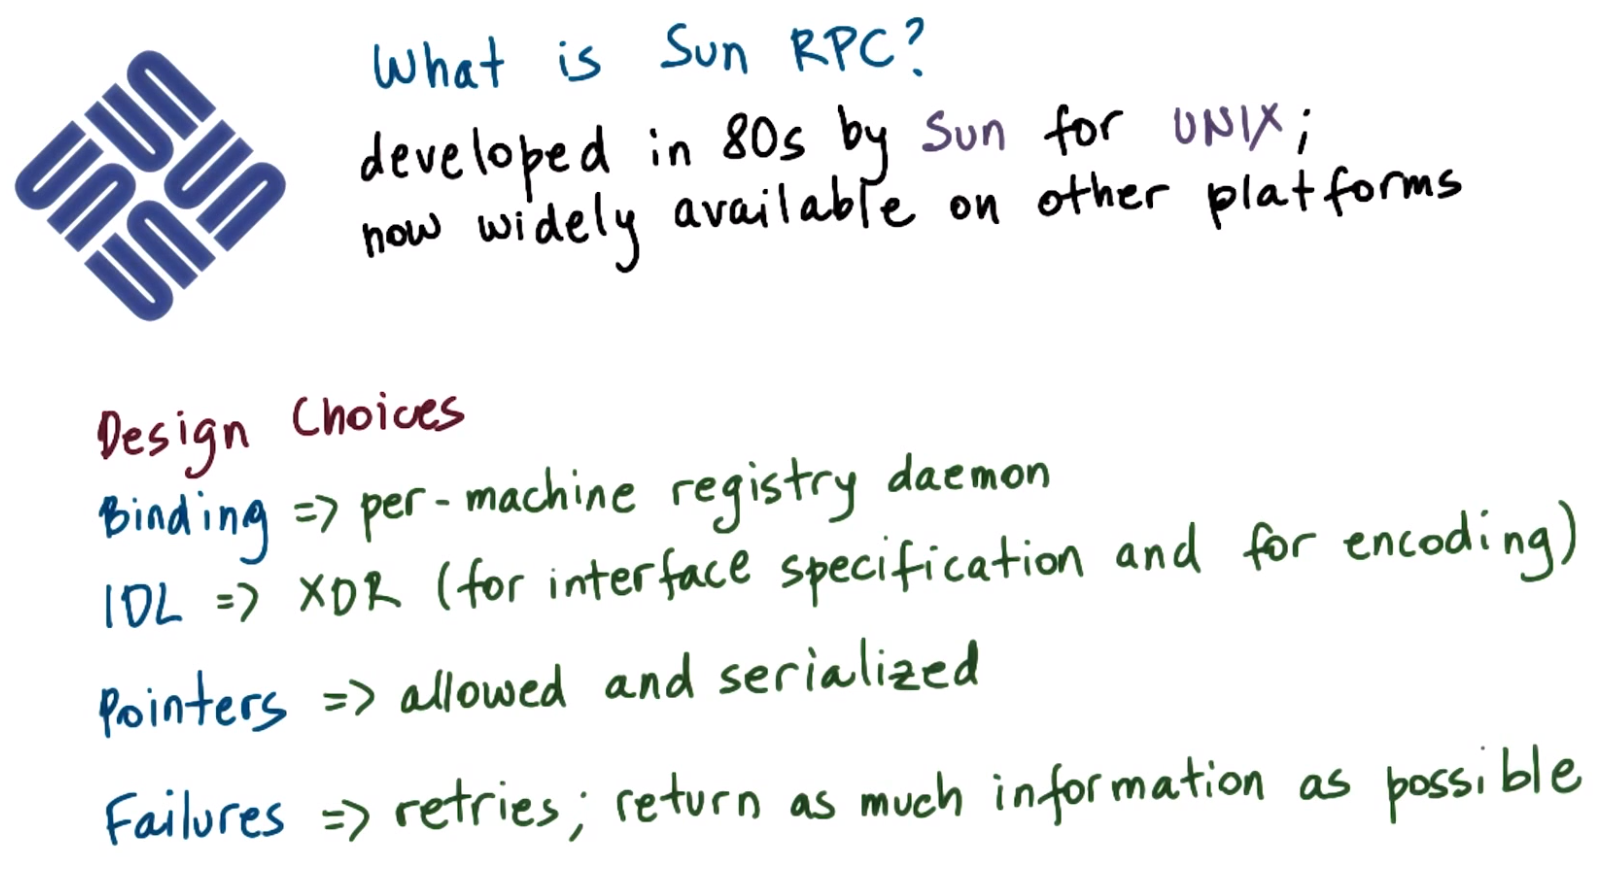 What is Sun RPC?
developed in 80s by Sun for UNIX;
now widely available on other platforms
Design Choices
Binding => per-machine registry daemon
IDL => XDR (for interface specification and for encoding)
Pointers => allowed and serialized
Failures => retries; return as much information as possible